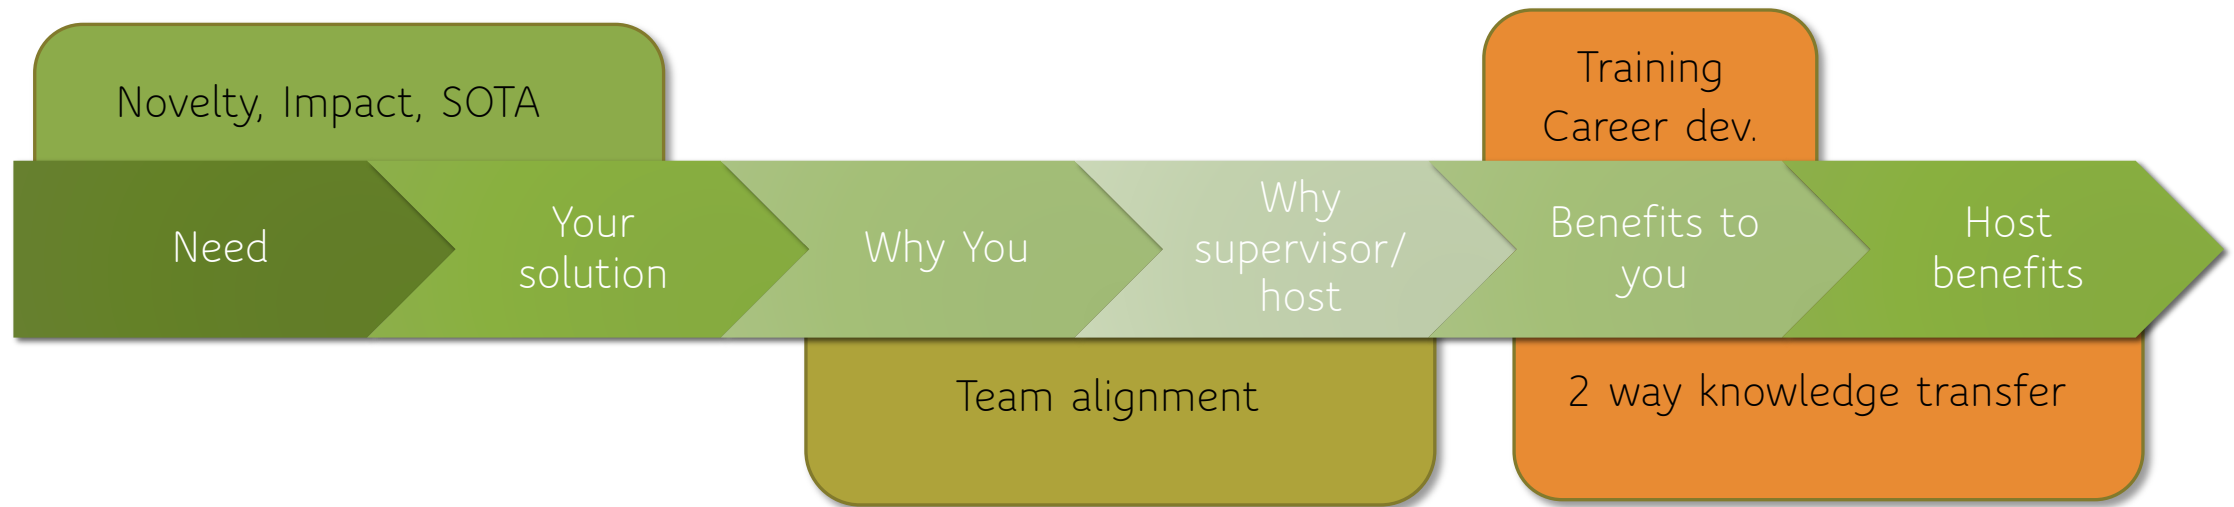 Novelty, Impact, SOTA
Training
Career dev.
Need
Your
solution
Why You
Why
supervisor/
host
Benefits to
you
Host
benefits
Team alignment
2 way knowledge transfer